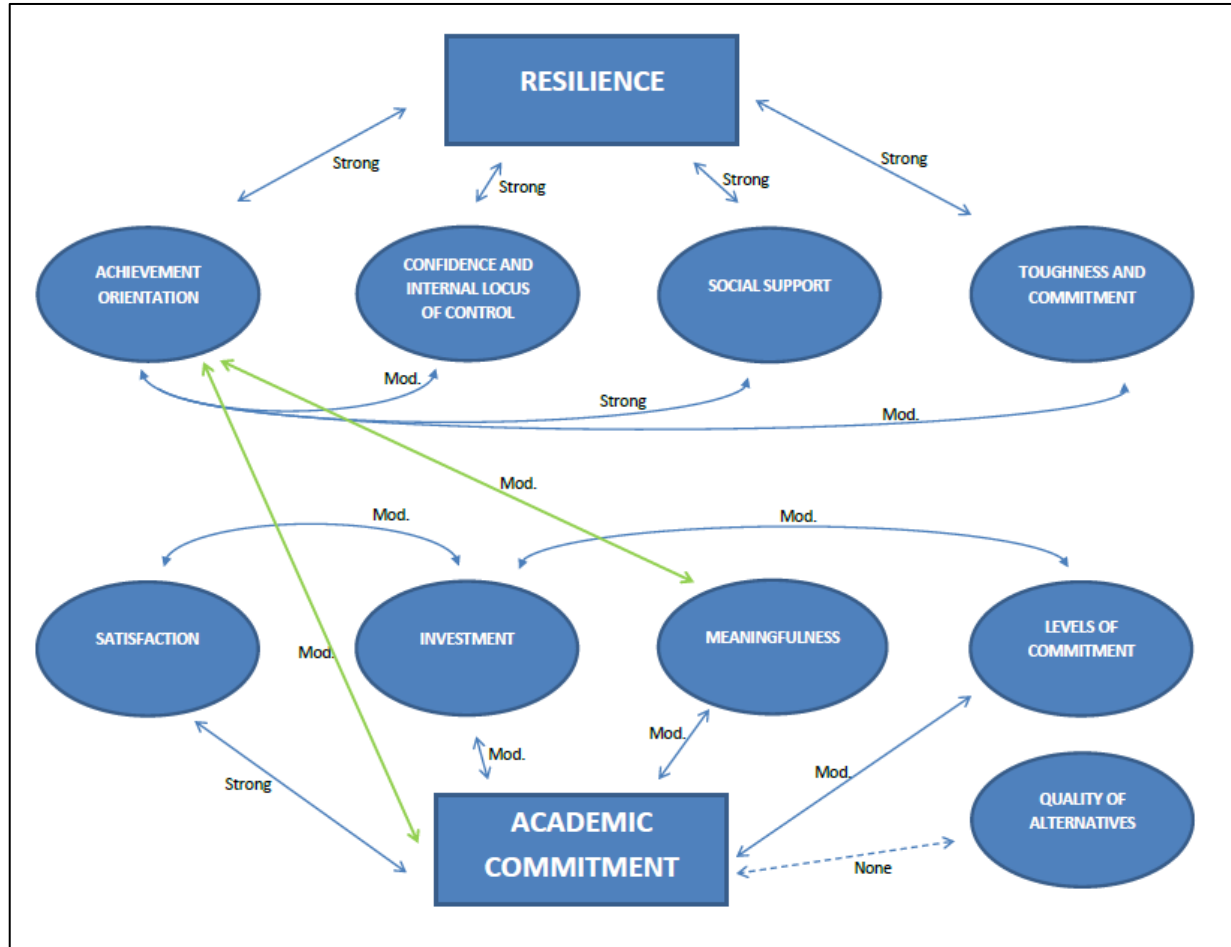 RESILIENCE
Strong
Strong
Strong
Strong
ACHIEVEMENT
ORIENTATION
CONFIDENCE AND
INTERNAL LOCUS
OF CONTROL
SOCIAL SUPPORT
TOUGHNESS AND
COMMITMENT
Mod.
Strong
Mod.
Mod.
Mod.
Mod.
SATISFACTION
INVESTMENT
MEANINGFULNESS
LEVELS OF
COMMITMENT
Mod.
Strong
Mod.
Mod.
Mod.
ACADEMIC
COMMITMENT
QUALITY OF
ALTERNATIVES
None